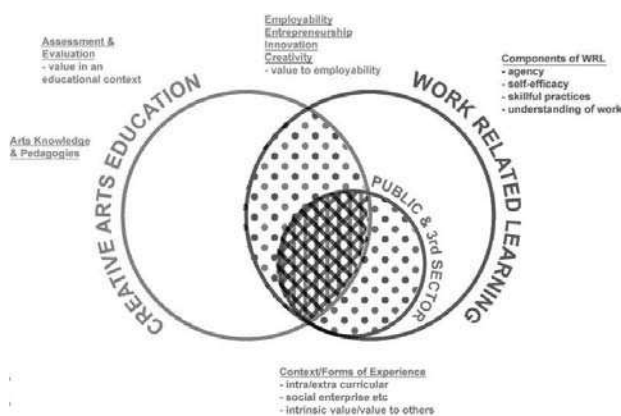 Employability
Entrepreneurship
Innovation
Creativity
- value to employability
Assessment &
Evaluation
- value in an
educational context
Components of WRL
- agency
- self-efficacy
- skillful practices
- understanding of work
Arts Knowledge
& Pedagogies
CREATIVE ARTS EDUCATION
WORK RELATED LEARNING
PUBLIC & 3rd SECTOR
Context/Forms of Experience
- intra/extra curricular
- social enterprise etc
- intrinsic value/value to others